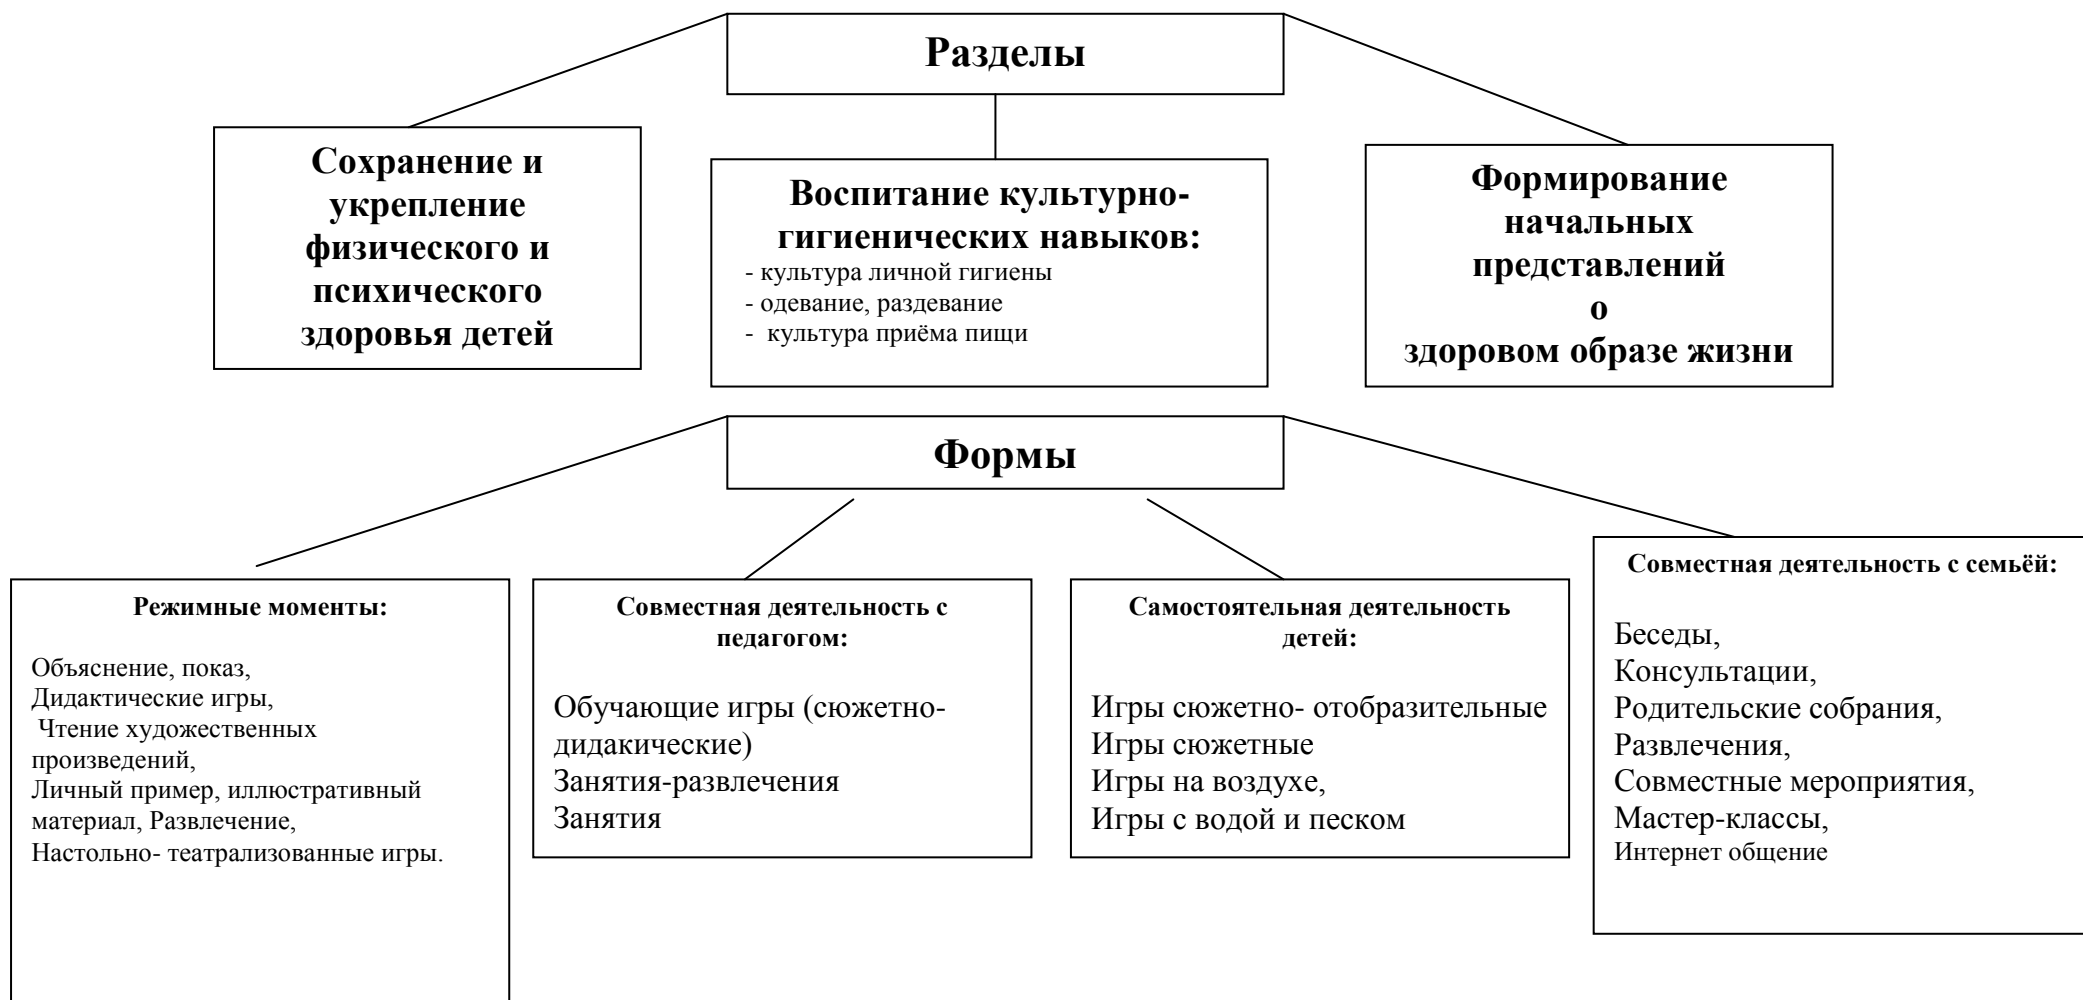 Разделы
Сохранение и
укрепление
физического и
психического
здоровья детей
Воспитание культурно-
гигиенических навыков:
- культура личной гигиены
- одевание, раздевание
-  культура приёма пищи
Формирование
начальных
представлений
о
здоровом образе жизни
Формы
Режимные моменты:
Объяснение, показ,
Дидактические игры,
Чтение художественных
произведений,
Личный пример, иллюстративный
материал, Развлечение,
Настольно- театрализованные игры.
Совместная деятельность с
педагогом:
Обучающие игры (сюжетно-
дидакические)
Занятия-развлечения
Занятия
Самостоятельная деятельность
детей:
Игры сюжетно- отобразительные
Игры сюжетные
Игры на воздухе,
Игры с водой и песком
Совместная деятельность с семьёй:
Беседы,
Консультации,
Родительские собрания,
Развлечения,
Совместные мероприятия,
Мастер-классы,
Интернет общение